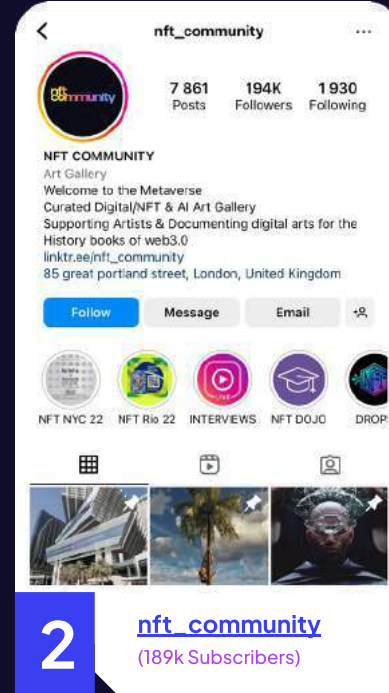 nft_community
nft
community
7 861
194K
1 930
Posts
Followers
Following
NFT COMMUNITY
Art Gallery
Welcome to the Metaverse
Curated Digital/NFT & AI Art Gallery
Supporting Artists & Documenting digital arts for the
History books of web3.0
linktr.ee/nft_community
85 great portland street, London, United Kingdom
Follow
Message
Email
LIVE
NFT NYC 22
NFT Rio 22
INTERVIEWS
NFT DOJO
DROP
2
nft_community
(189k Subscribers)